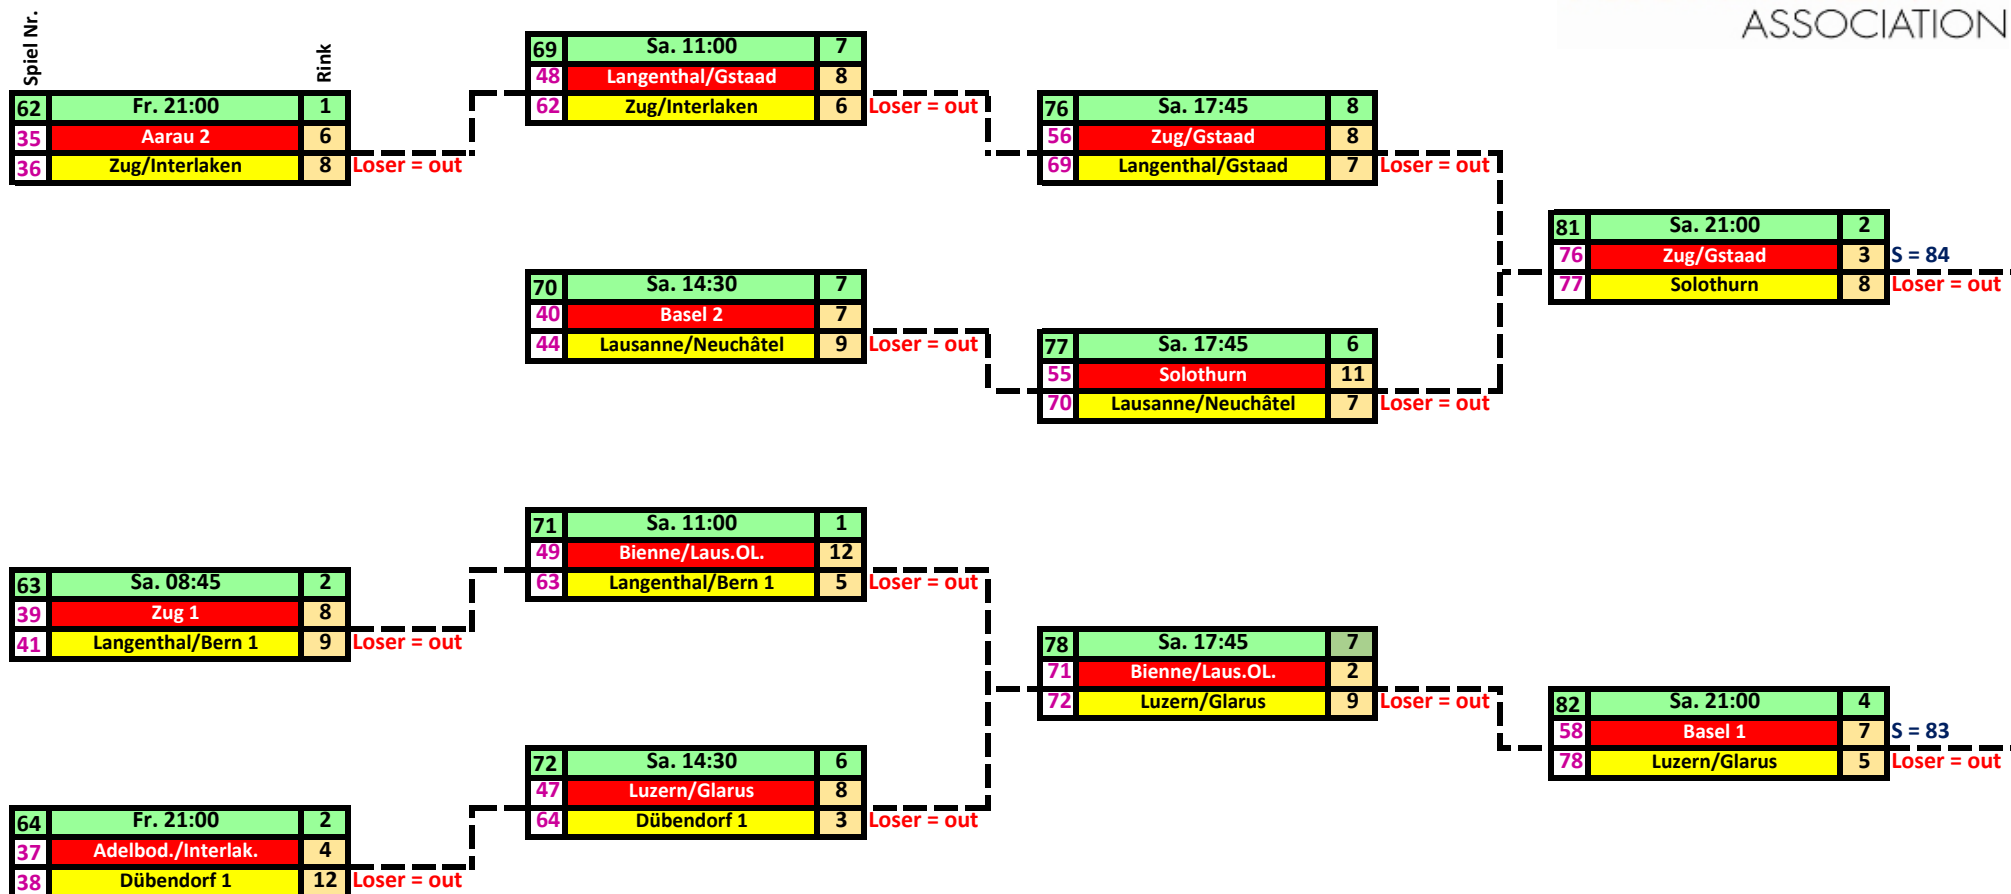 ASSOCIATION
Spiel Nr.
Rink
62 Fr. 21:00 1
35 Aarau 2 6
36 Zug/Interlaken 8 Loser = out
69 Sa. 11:00 7
48 Langenthal/Gstaad 8
62 Zug/Interlaken 6 Loser = out
76 Sa. 17:45 8
56 Zug/Gstaad 8
69 Langenthal/Gstaad 7 Loser = out
81 Sa. 21:00 2
76 Zug/Gstaad 3 S = 84
77 Solothurn 8 Loser = out
70 Sa. 14:30 7
40 Basel 2 7
44 Lausanne/Neuchâtel 9 Loser = out
77 Sa. 17:45 6
55 Solothurn 11
70 Lausanne/Neuchâtel 7 Loser = out
71 Sa. 11:00 1
49 Bienne/Laus.OL. 12
63 Langenthal/Bern 1 5 Loser = out
63 Sa. 08:45 2
39 Zug 1 8
41 Langenthal/Bern 1 9 Loser = out
78 Sa. 17:45 7
71 Bienne/Laus.OL. 2
72 Luzern/Glarus 9 Loser = out
82 Sa. 21:00 4
58 Basel 1 7 S = 83
78 Luzern/Glarus 5 Loser = out
72 Sa. 14:30 6
47 Luzern/Glarus 8
64 Dübendorf 1 3 Loser = out
64 Fr. 21:00 2
37 Adelbod./Interlak. 4
38 Dübendorf 1 12 Loser = out